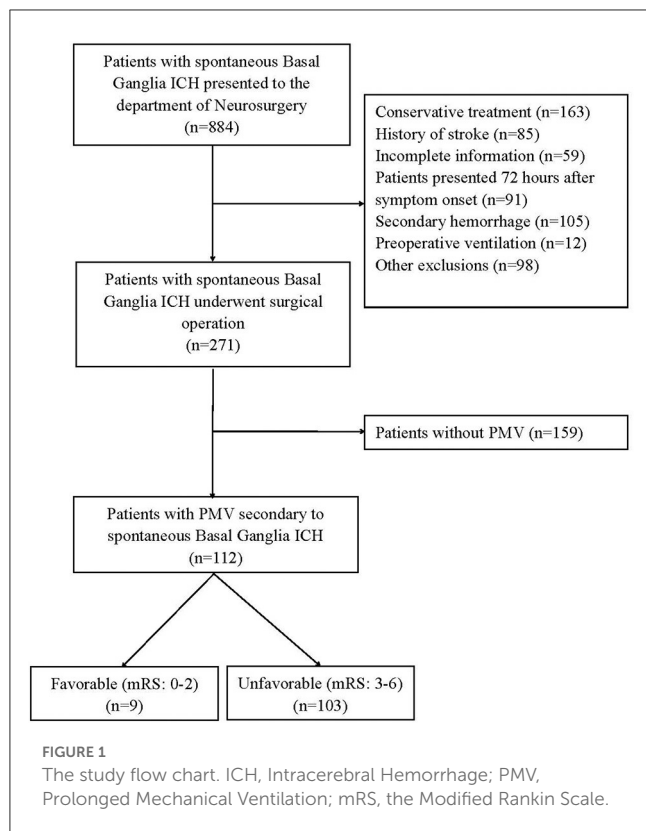 Patients with spontaneous Basal
Ganglia ICH presented to the
department of Neurosurgery
(n=884)
Conservative treatment (n=163)
History of stroke (n=85)
Incomplete information (n=59)
Patients presented 72 hours after
symptom onset (n=91)
Secondary hemorrhage (n=105)
Preoperative ventilation (n=12)
Other exclusions (n=98)
Patients with spontaneous Basal
Ganglia ICH underwent surgical
operation
(n=271)
Patients without PMV (n=159)
Patients with PMV secondary to
spontaneous Basal Ganglia ICH
(n=112)
Favorable (mRS: 0-2)
(n=9)
Unfavorable (mRS: 3-6)
(n=103)
FIGURE 1
The study flow chart. ICH, Intracerebral Hemorrhage; PMV,
Prolonged Mechanical Ventilation; mRS, the Modified Rankin Scale.